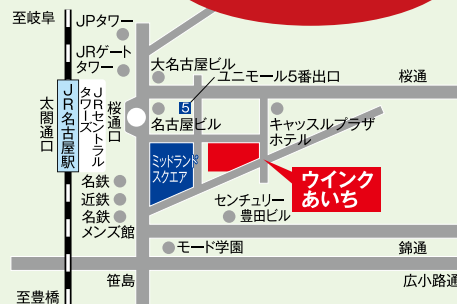 至岐阜
JPタワー
JRゲート
タワー
大名古屋ビル
ユニモール5番出口
桜通
太閤通口
JR名古屋駅
JRセントラル
タワーズ
桜通口
5
名古屋ビル
キャッスルプラザ
ホテル
ミッドランド
スクエア
ウインク
あいち
名鉄
近鉄
名鉄
メンズ館
センチュリー
豊田ビル
モード学園
錦通
笹島
広小路通
至豊橋